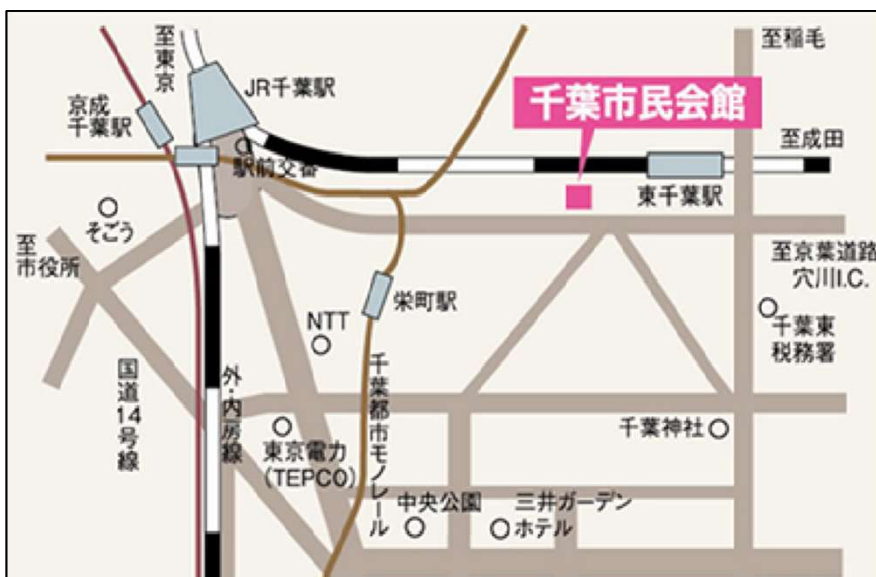 至東京
JR千葉駅
至稲毛
京成
千葉駅
千葉市民会館
至成田
駅前交番
東千葉駅
そごう
至
市役所
至京葉道路
穴川I.C.
栄町駅
NTT
千葉東
税務署
国道14号線
外・内房線
千葉都市モノレール
東京電力
(TEPCO)
千葉神社
中央公園
三井ガーデン
ホテル